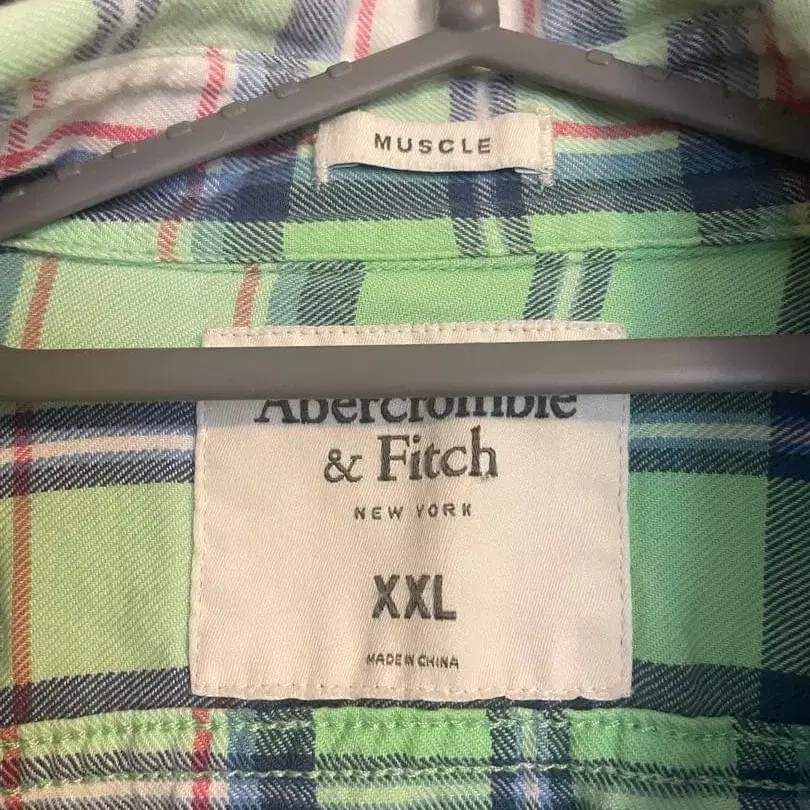 MUSCLE
Abercrombie
& Fitch
NEW YORK
XXL
MADE IN CHINA